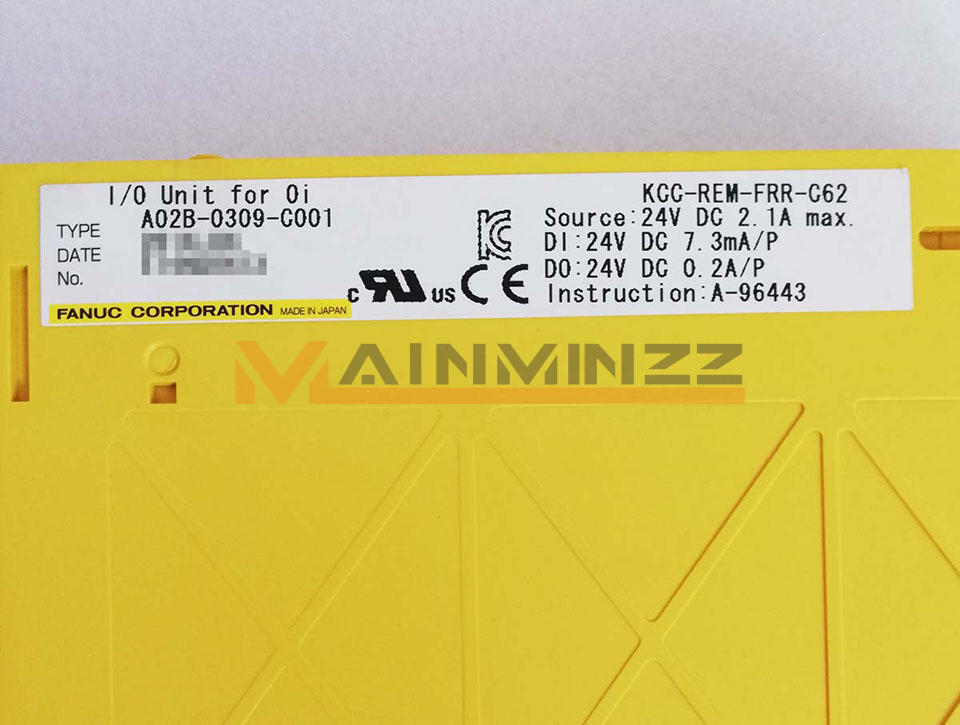 I/O Unit for 0i
TYPE A02B-0309-C001
DATE
No.
FANUC CORPORATION MADE IN JAPAN
c RU US CE
KCC-REM-FRR-C62
Source:24V DC 2.1A max.
DI:24V DC 7.3mA/P
DO:24V DC 0.2A/P
Instruction:A-96443
MAINMINZZ